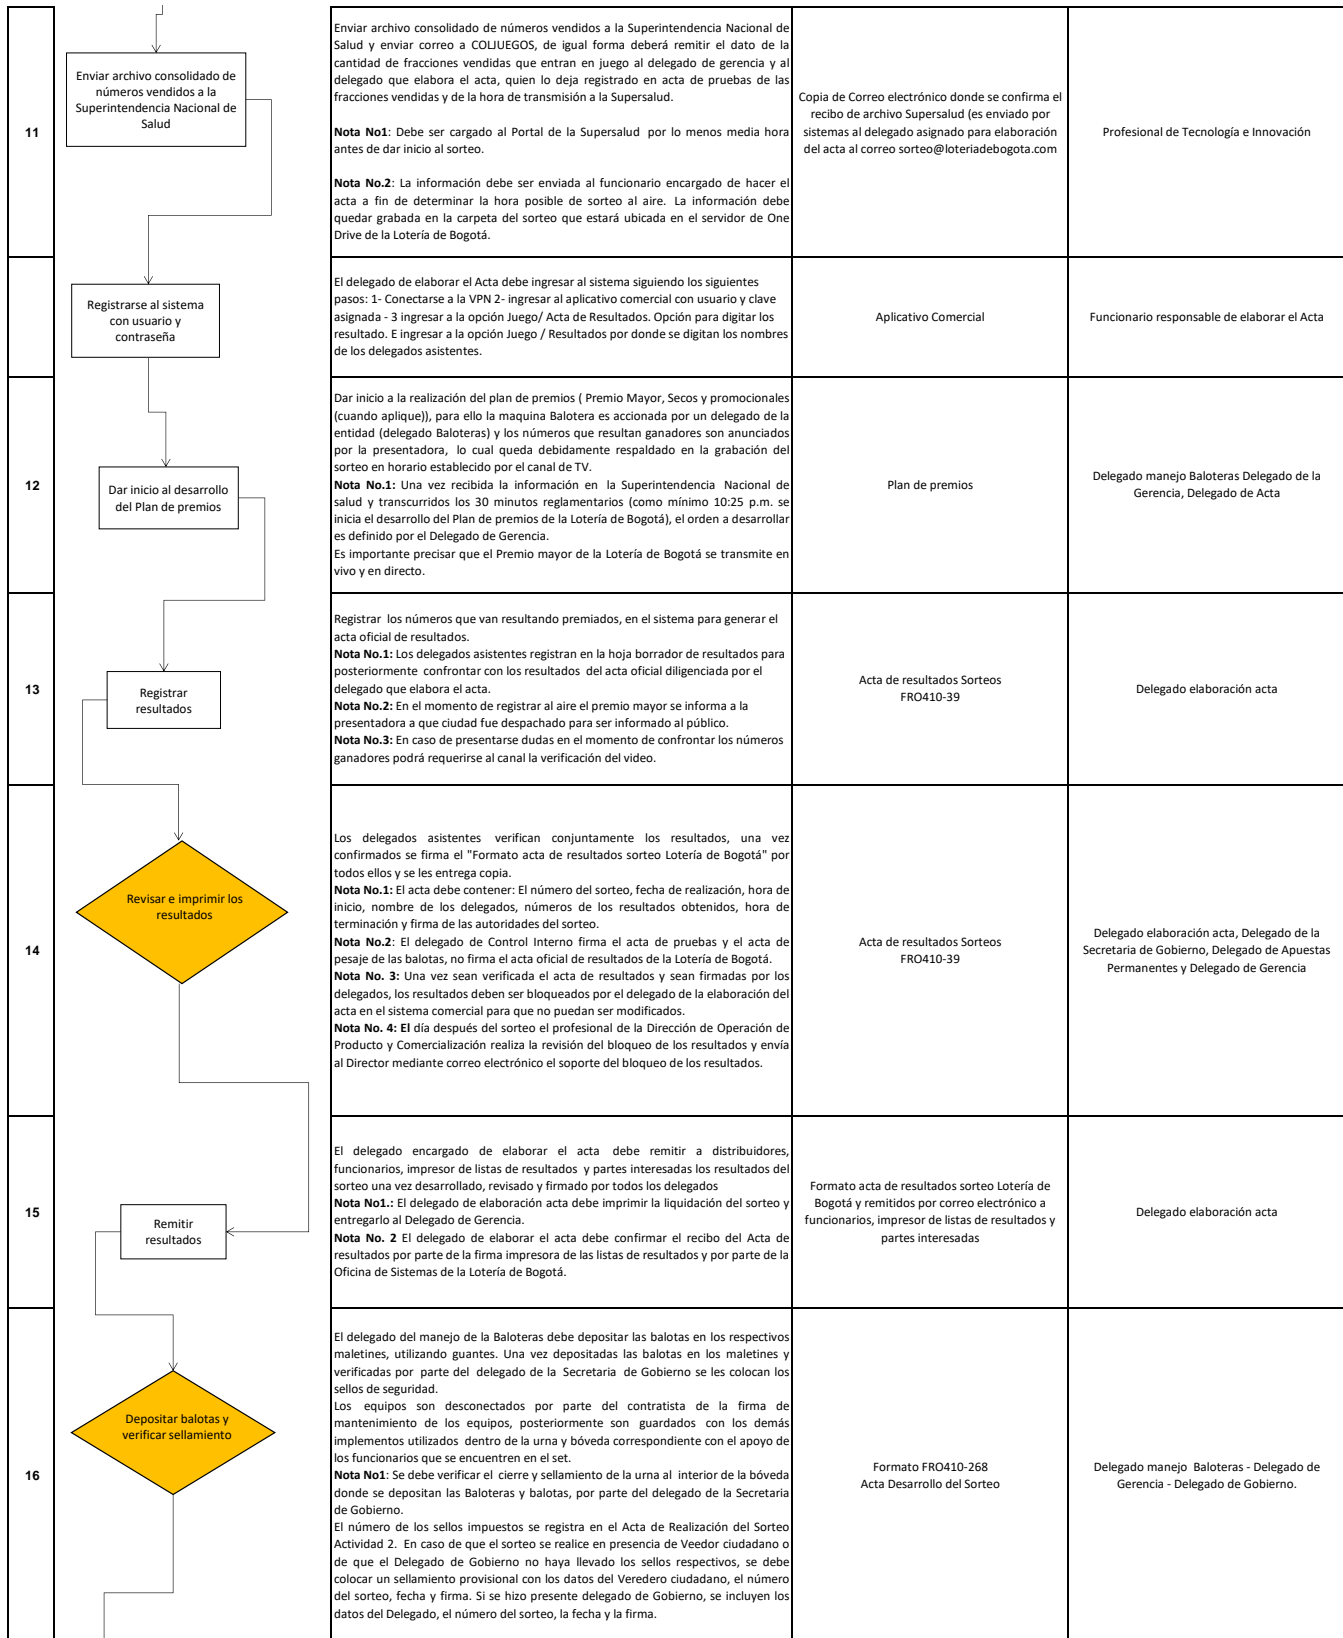 11
Enviar archivo consolidado de
números vendidos a la
Superintendencia Nacional de
Salud
Enviar archivo consolidado de números vendidos a la Superintendencia Nacional de
Salud y enviar correo a COLJUEGOS, de igual forma deberá remitir el dato de la
cantidad de fracciones vendidas que entran en juego al delegado de gerencia y al
delegado que elabora el acta, quien lo deja registrado en acta de pruebas de las
fracciones vendidas y de la hora de transmisión a la Supersalud.
Nota No1: Debe ser cargado al Portal de la Supersalud por lo menos media hora
antes de dar inicio al sorteo.
Nota No.2: La información debe ser enviada al funcionario encargado de hacer el
acta a fin de determinar la hora posible de sorteo al aire. La información debe
quedar grabada en la carpeta del sorteo que estará ubicada en el servidor de One
Drive de la Lotería de Bogotá.
Copia de Correo electrónico donde se confirma el
recibo de archivo Supersalud (es enviado por
sistemas al delegado asignado para elaboración
del acta al correo sorteo@loteriadebogota.com
Profesional de Tecnología e Innovación
Registrarse al sistema
con usuario y
contraseña
El delegado de elaborar el Acta debe ingresar al sistema siguiendo los siguientes
pasos: 1- Conectarse a la VPN 2- ingresar al aplicativo comercial con usuario y clave
asignada - 3 ingresar a la opción Juego/ Acta de Resultados. Opción para digitar los
resultado. E ingresar a la opción Juego / Resultados por donde se digitan los nombres
de los delegados asistentes.
Aplicativo Comercial
Funcionario responsable de elaborar el Acta
12
Dar inicio al desarrollo
del Plan de premios
Dar inicio a la realización del plan de premios ( Premio Mayor, Secos y promocionales
(cuando aplique)), para ello la maquina Balotera es accionada por un delegado de la
entidad (delegado Baloteras) y los números que resultan ganadores son anunciados
por la presentadora, lo cual queda debidamente respaldado en la grabación del
sorteo en horario establecido por el canal de TV.
Nota No.1: Una vez recibida la información en la Superintendencia Nacional de
salud y transcurridos los 30 minutos reglamentarios (como mínimo 10:25 p.m. se
inicia el desarrollo del Plan de premios de la Lotería de Bogotá), el orden a desarrollar
es definido por el Delegado de Gerencia.
Es importante precisar que el Premio mayor de la Lotería de Bogotá se transmite en
vivo y en directo.
Plan de premios
Delegado manejo Baloteras Delegado de la
Gerencia, Delegado de Acta
13
Registrar
resultados
Registrar los números que van resultando premiados, en el sistema para generar el
acta oficial de resultados.
Nota No.1: Los delegados asistentes registran en la hoja borrador de resultados para
posteriormente confrontar con los resultados del acta oficial diligenciada por el
delegado que elabora el acta.
Nota No.2: En el momento de registrar al aire el premio mayor se informa a la
presentadora a que ciudad fue despachado para ser informado al público.
Nota No.3: En caso de presentarse dudas en el momento de confrontar los números
ganadores podrá requerirse al canal la verificación del video.
Acta de resultados Sorteos
FRO410-39
Delegado elaboración acta
14
Revisar e imprimir los
resultados
Los delegados asistentes verifican conjuntamente los resultados, una vez
confirmados se firma el "Formato acta de resultados sorteo Lotería de Bogotá" por
todos ellos y se les entrega copia.
Nota No.1: El acta debe contener: El número del sorteo, fecha de realización, hora de
inicio, nombre de los delegados, números de los resultados obtenidos, hora de
terminación y firma de las autoridades del sorteo.
Nota No.2: El delegado de Control Interno firma el acta de pruebas y el acta de
pesaje de las balotas, no firma el acta oficial de resultados de la Lotería de Bogotá.
Nota No. 3: Una vez sean verificada el acta de resultados y sean firmadas por los
delegados, los resultados deben ser bloqueados por el delegado de la elaboración del
acta en el sistema comercial para que no puedan ser modificados.
Nota No. 4: El día después del sorteo el profesional de la Dirección de Operación de
Producto y Comercialización realiza la revisión del bloqueo de los resultados y envía
al Director mediante correo electrónico el soporte del bloqueo de los resultados.
Acta de resultados Sorteos
FRO410-39
Delegado elaboración acta, Delegado de la
Secretaria de Gobierno, Delegado de Apuestas
Permanentes y Delegado de Gerencia
15
Remitir
resultados
El delegado encargado de elaborar el acta debe remitir a distribuidores,
funcionarios, impresor de listas de resultados y partes interesadas los resultados del
sorteo una vez desarrollado, revisado y firmado por todos los delegados
Nota No1.: El delegado de elaboración acta debe imprimir la liquidación del sorteo y
entregarlo al Delegado de Gerencia.
Nota No. 2 El delegado de elaborar el acta debe confirmar el recibo del Acta de
resultados por parte de la firma impresora de las listas de resultados y por parte de la
Oficina de Sistemas de la Lotería de Bogotá.
Formato acta de resultados sorteo Lotería de
Bogotá y remitidos por correo electrónico a
funcionarios, impresor de listas de resultados y
partes interesadas
Delegado elaboración acta
16
Depositar balotas y
verificar sellamiento
El delegado del manejo de la Baloteras debe depositar las balotas en los respectivos
maletines, utilizando guantes. Una vez depositadas las balotas en los maletines y
verificadas por parte del delegado de la Secretaria de Gobierno se les colocan los
sellos de seguridad.
Los equipos son desconectados por parte del contratista de la firma de
mantenimiento de los equipos, posteriormente son guardados con los demás
implementos utilizados dentro de la urna y bóveda correspondiente con el apoyo de
los funcionarios que se encuentren en el set.
Nota No1: Se debe verificar el cierre y sellamiento de la urna al interior de la bóveda
donde se depositan las Baloteras y balotas, por parte del delegado de la Secretaria
de Gobierno.
El número de los sellos impuestos se registra en el Acta de Realización del Sorteo
Actividad 2. En caso de que el sorteo se realice en presencia de Veedor ciudadano o
de que el Delegado de Gobierno no haya llevado los sellos respectivos, se debe
colocar un sellamiento provisional con los datos del Veredero ciudadano, el número
del sorteo, fecha y firma. Si se hizo presente delegado de Gobierno, se incluyen los
datos del Delegado, el número del sorteo, la fecha y la firma.
Formato FRO410-268
Acta Desarrollo del Sorteo
Delegado manejo Baloteras - Delegado de
Gerencia - Delegado de Gobierno.